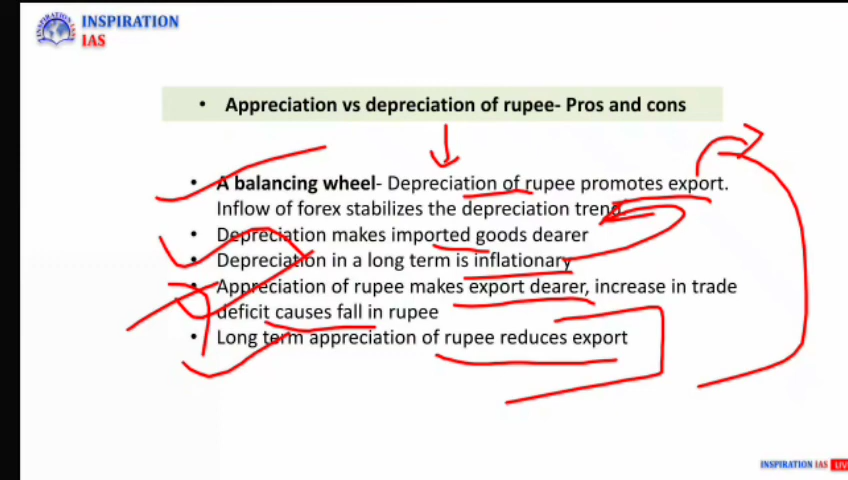 INSPIRATION
IAS
• Appreciation vs depreciation of rupee- Pros and cons
• A balancing wheel- Depreciation of rupee promotes export.
Inflow of forex stabilizes the depreciation trend.
• Depreciation makes imported goods dearer
• Depreciation in a long term is inflationary
• Appreciation of rupee makes export dearer, increase in trade
deficit causes fall in rupee
• Long term appreciation of rupee reduces export
INSPIRATION IAS LIV